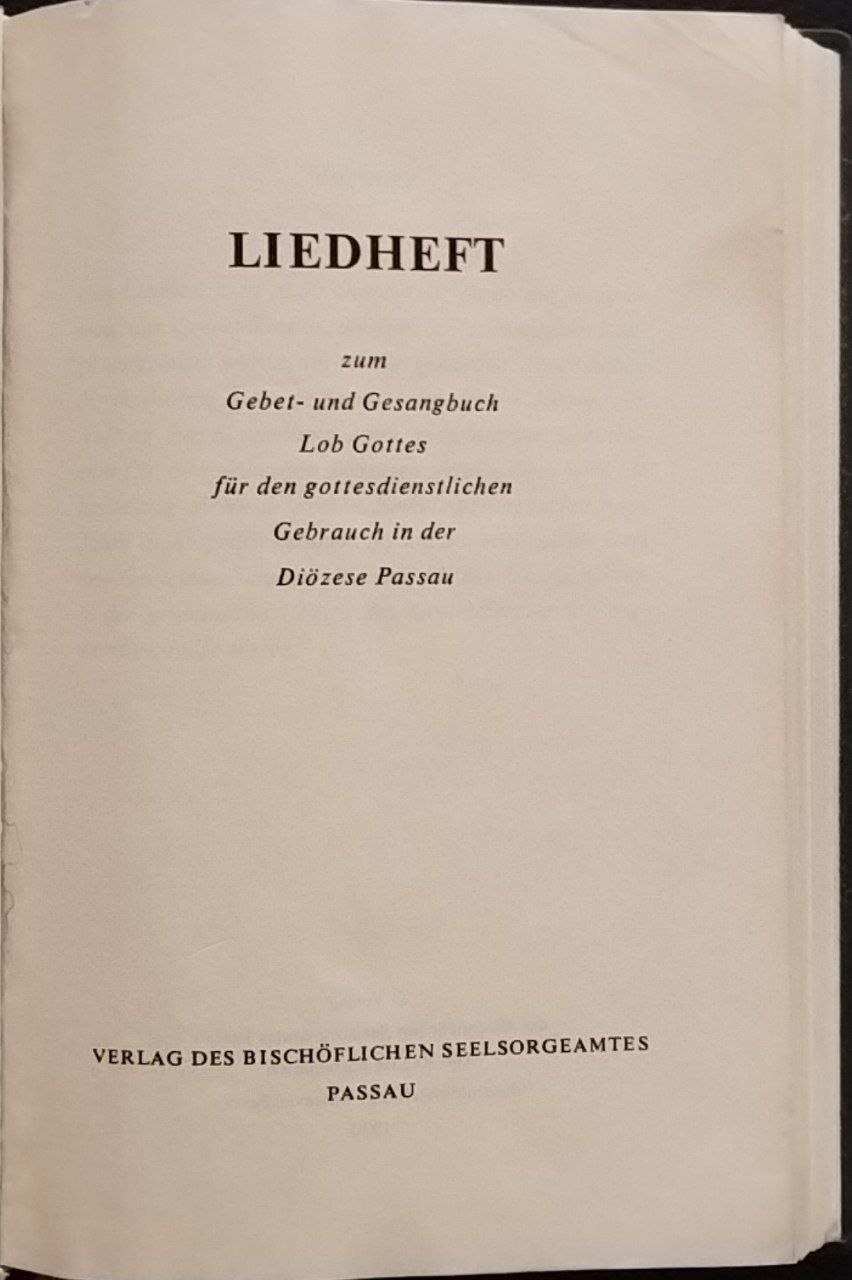 LIEDHEFT
zum
Gebet- und Gesangbuch
Lob Gottes
für den gottesdienstlichen
Gebrauch in der
Diözese Passau
VERLAG DES BISCHÖFLICHEN SEELSORGEAMTES
PASSAU